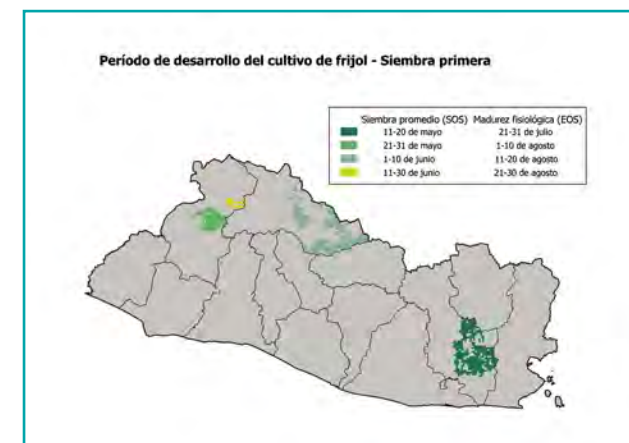 Período de desarrollo del cultivo de frijol - Siembra primera
Siembra promedio (SOS) Madurez fisiológica (EOS)
11-20 de mayo 21-31 de julio
21-31 de mayo 1-10 de agosto
1-10 de junio 11-20 de agosto
11-30 de junio 21-30 de agosto